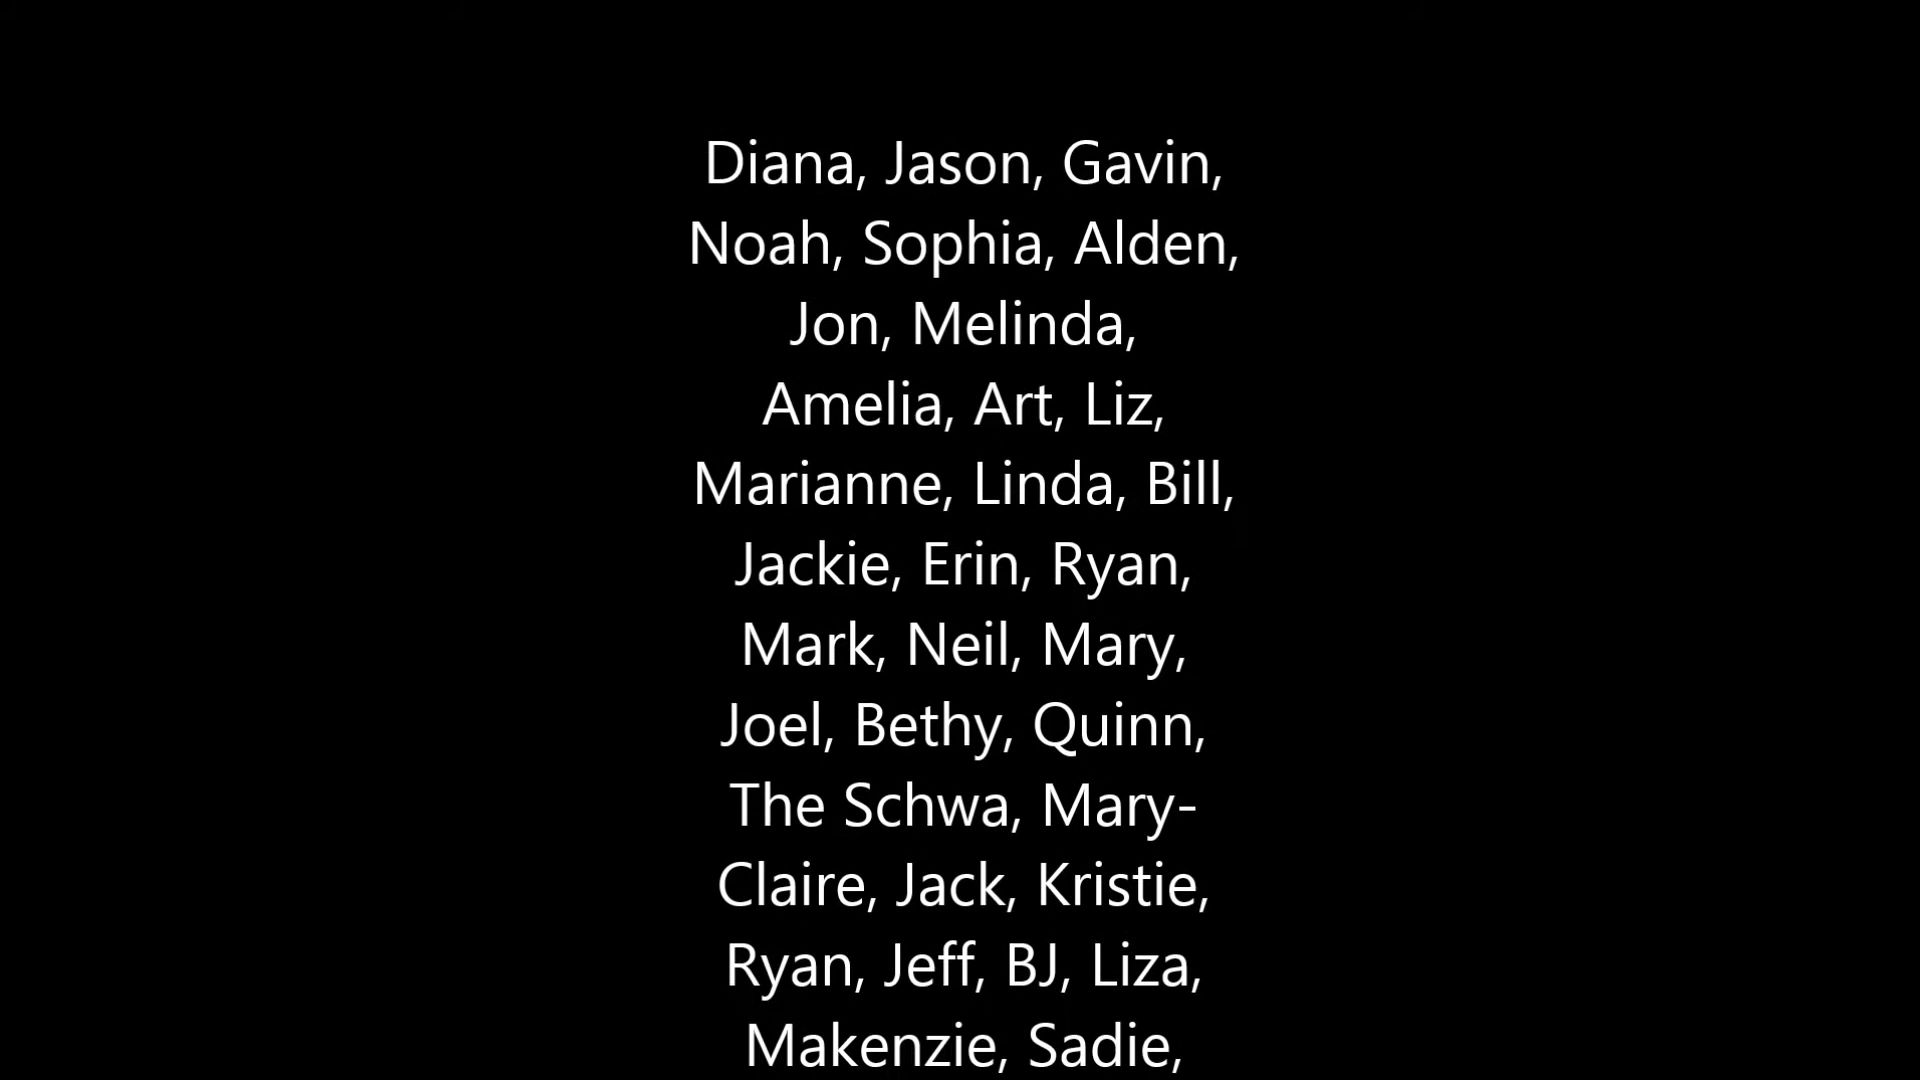 Diana, Jason, Gavin,
Noah, Sophia, Alden,
Jon, Melinda,
Amelia, Art, Liz,
Marianne, Linda, Bill,
Jackie, Erin, Ryan,
Mark, Neil, Mary,
Joel, Bethy, Quinn,
The Schwa, Mary-
Claire, Jack, Kristie,
Ryan, Jeff, BJ, Liza,
Makenzie, Sadie,